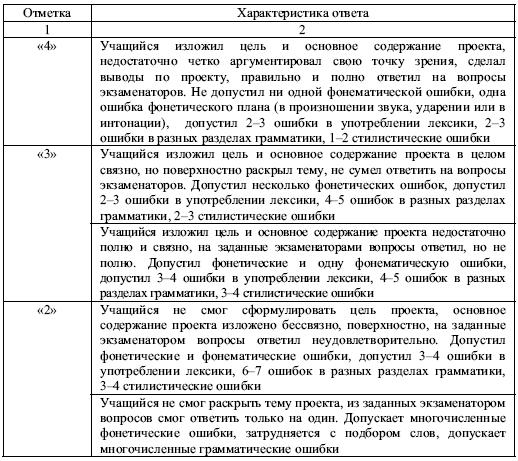 Отметка Характеристика ответа
1 2
«4» Учащийся изложил цель и основное содержание проекта,
недостаточно четко аргументировал свою точку зрения, сделал
выводы по проекту, правильно и полно ответил на вопросы
экзаменаторов. Не допустил ни одной фонематической ошибки, одна
ошибка фонетического плана (в произношении звука, ударении или в
интонации), допустил 2–3 ошибки в употреблении лексики, 2–3
ошибки в разных разделах грамматики, 1–2 стилистические ошибки
«3» Учащийся изложил цель и основное содержание проекта в целом
связно, но поверхностно раскрыл тему, не сумел ответить на вопросы
экзаменаторов. Допустил несколько фонетических ошибок, допустил
2–3 ошибки в употреблении лексики, 4–5 ошибок в разных разделах
грамматики, 2–3 стилистические ошибки
Учащийся изложил цель и основное содержание проекта недостаточно
полно и связно, на заданные экзаменаторами вопросы ответил, но не
полно. Допустил фонетические и одну фонематическую ошибки,
допустил 3–4 ошибки в употреблении лексики, 4–5 ошибок в разных
разделах грамматики, 3–4 стилистические ошибки
«2» Учащийся не смог сформулировать цель проекта, основное
содержание проекта изложено бессвязно, поверхностно, на заданные
экзаменатором вопросы ответил неудовлетворительно. Допустил
фонетические и фонематические ошибки, допустил 3–4 ошибки в
употреблении лексики, 6–7 ошибок в разных разделах грамматики,
3–4 стилистические ошибки
Учащийся не смог раскрыть тему проекта, из заданных экзаменатором
вопросов смог ответить только на один. Допускает многочисленные
фонетические ошибки, затрудняется с подбором слов, допускает
многочисленные грамматические ошибки